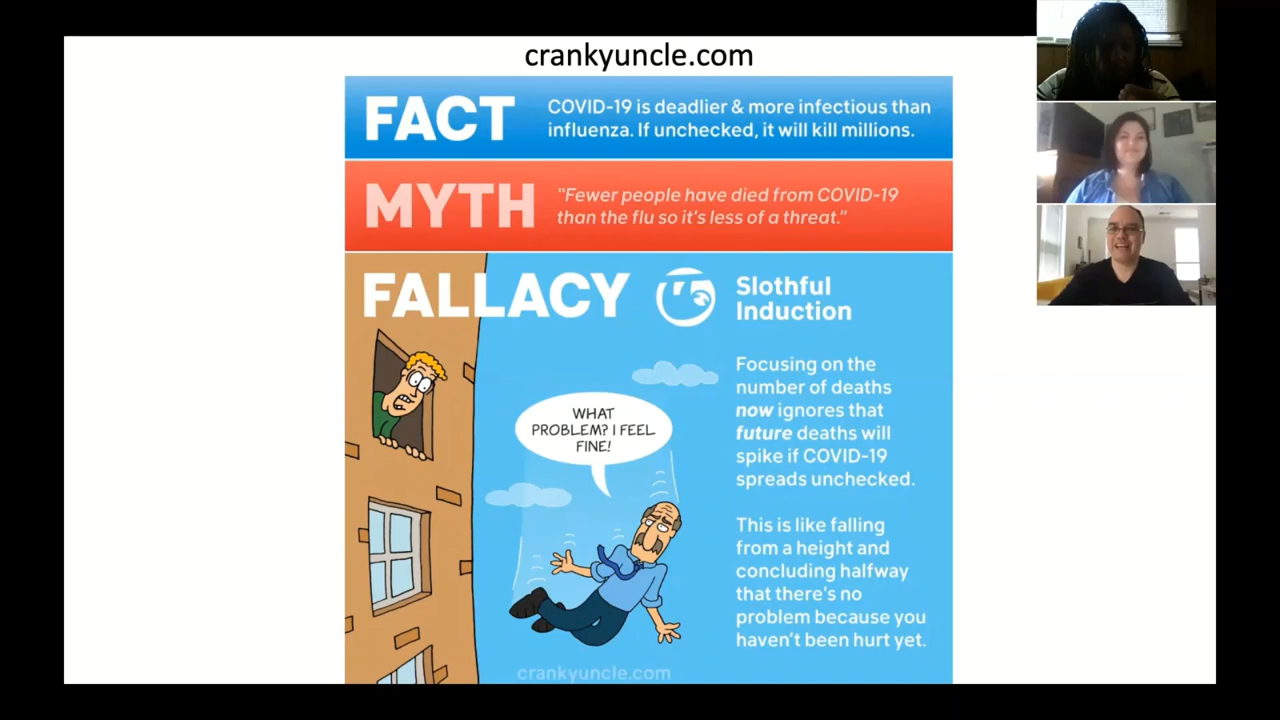 crankyuncle.com
FACT
COVID-19 is deadlier & more infectious than
influenza. If unchecked, it will kill millions.
MYTH
"Fewer people have died from COVID-19
than the flu so it's less of a threat."
FALLACY
Slothful
Induction
WHAT
PROBLEM? I FEEL
FINE!
Focusing on the
number of deaths
now ignores that
future deaths will
spike if COVID-19
spreads unchecked.
This is like falling
from a height and
concluding halfway
that there's no
problem because you
haven't been hurt yet.
crankyuncle.com